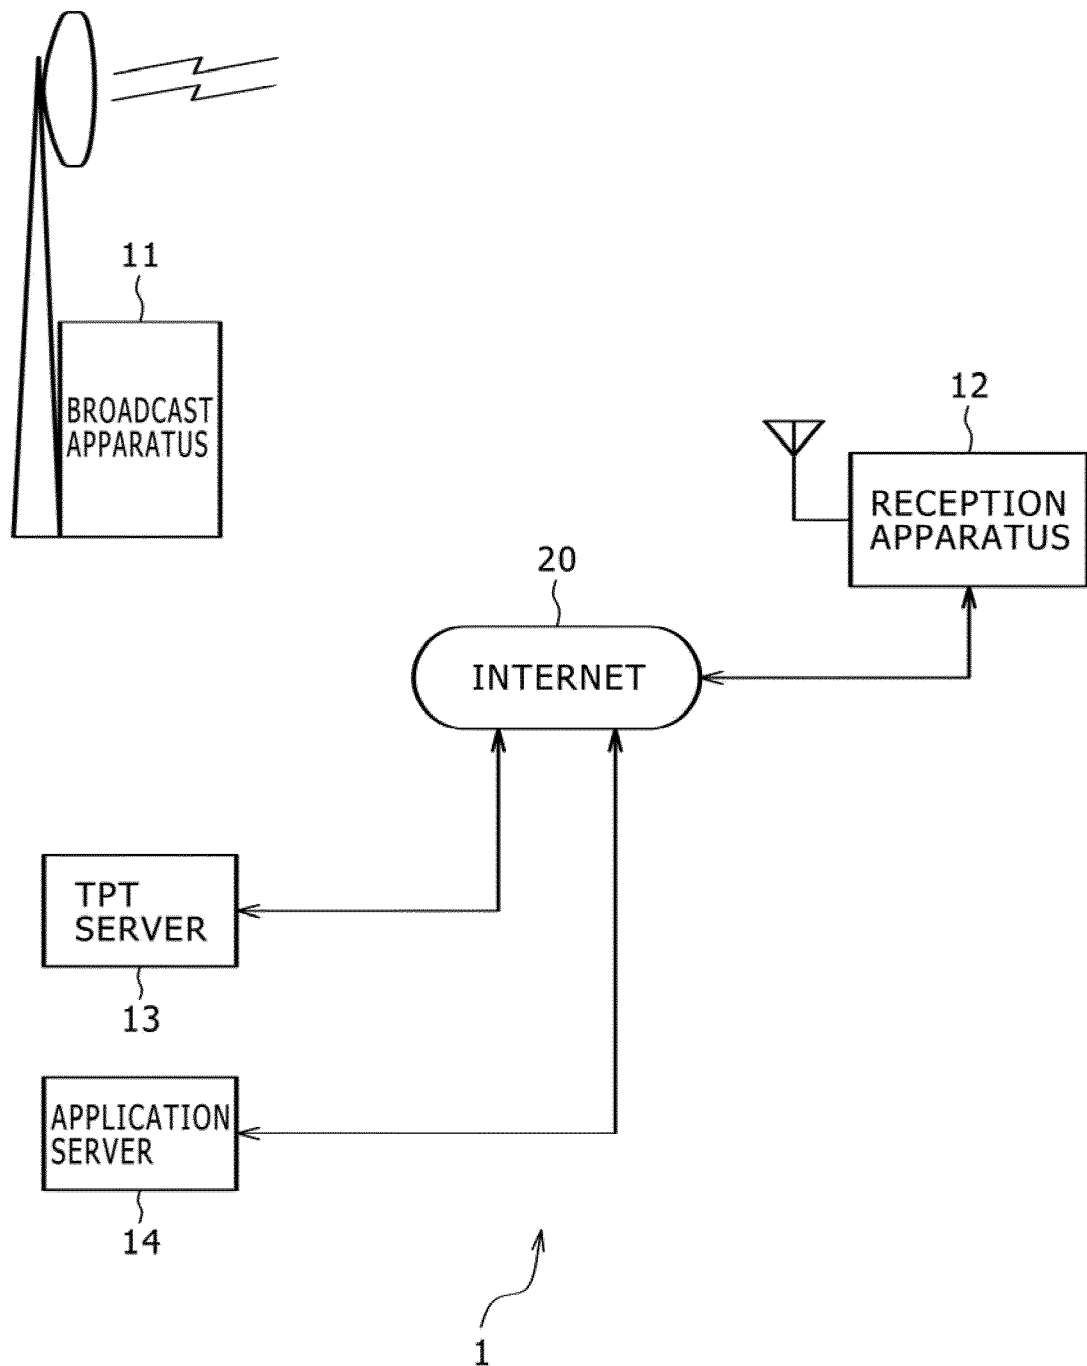 11
BROADCAST
APPARATUS
12
RECEPTION
APPARATUS
20
INTERNET
TPT
SERVER
13
APPLICATION
SERVER
14
1